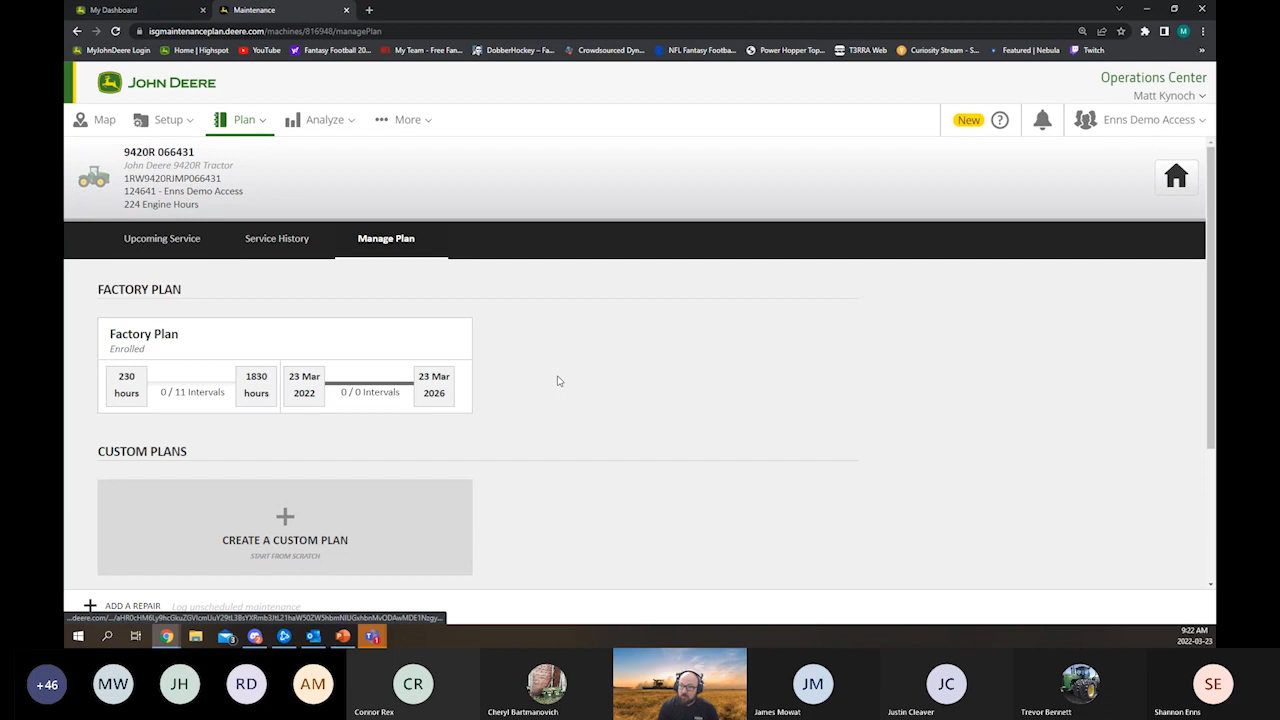 My Dashboard
Maintenance
isgmaintenanceplan.deere.com/machines/816948/managePlan
M
MyJohnDeere Login
Home | Highspot
YouTube
Fantasy Football 20...
My Team - Free Fan...
DobberHockey – Fa...
Crowdsourced Dyn...
NFL Fantasy Footba...
Power Hopper Top...
T3RRA Web
Curiosity Stream - S...
Featured | Nebula
Twitch
JOHN DEERE
Operations Center
Matt Kynoch
Map
Setup
Plan
Analyze
More
New
Enns Demo Access
9420R 066431
John Deere 9420R Tractor
1RW9420RJMP066431
124641 - Enns Demo Access
224 Engine Hours
Upcoming Service
Service History
Manage Plan
FACTORY PLAN
Factory Plan
Enrolled
230 hours
0 / 11 Intervals
1830 hours
23 Mar 2022
0 / 0 Intervals
23 Mar 2026
CUSTOM PLANS
CREATE A CUSTOM PLAN
START FROM SCRATCH
ADD A REPAIR
Log unscheduled maintenance
9:22 AM
2022-03-23
+46
MW
JH
RD
AM
CR
Connor Rex
Cheryl Bartmanovich
JM
James Mowat
JC
Justin Cleaver
Trevor Bennett
SE
Shannon Enns